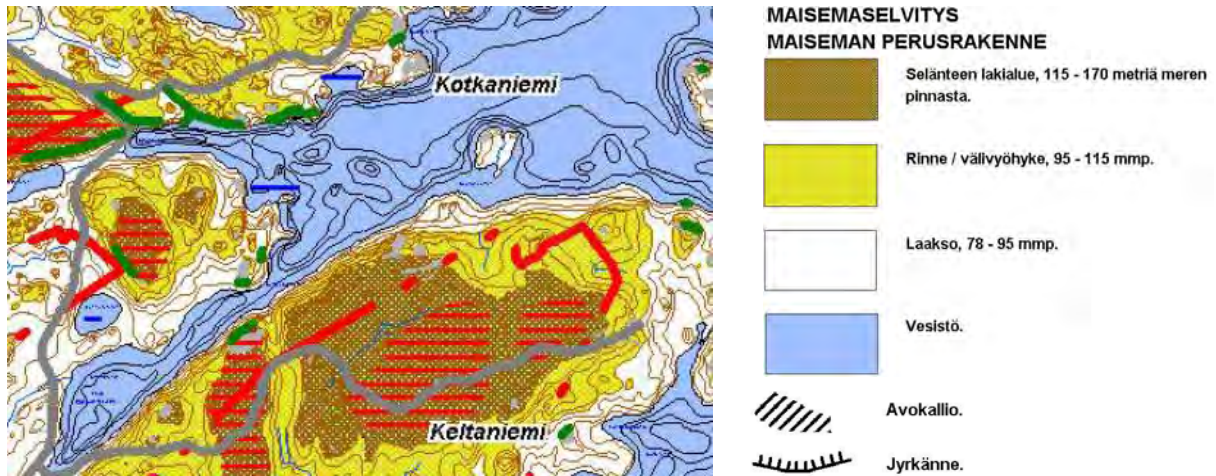 Kotkaniemi
Keltaniemi
MAISEMASELVITYS
MAISEMAN PERUSRAKENNE
Selänteen lakialue, 115 - 170 metriä meren
pinnasta.
Rinne / välivyöhyke, 95 - 115 mmp.
Laakso, 78 - 95 mmp.
Vesistö.
Avokallio.
Jyrkänne.